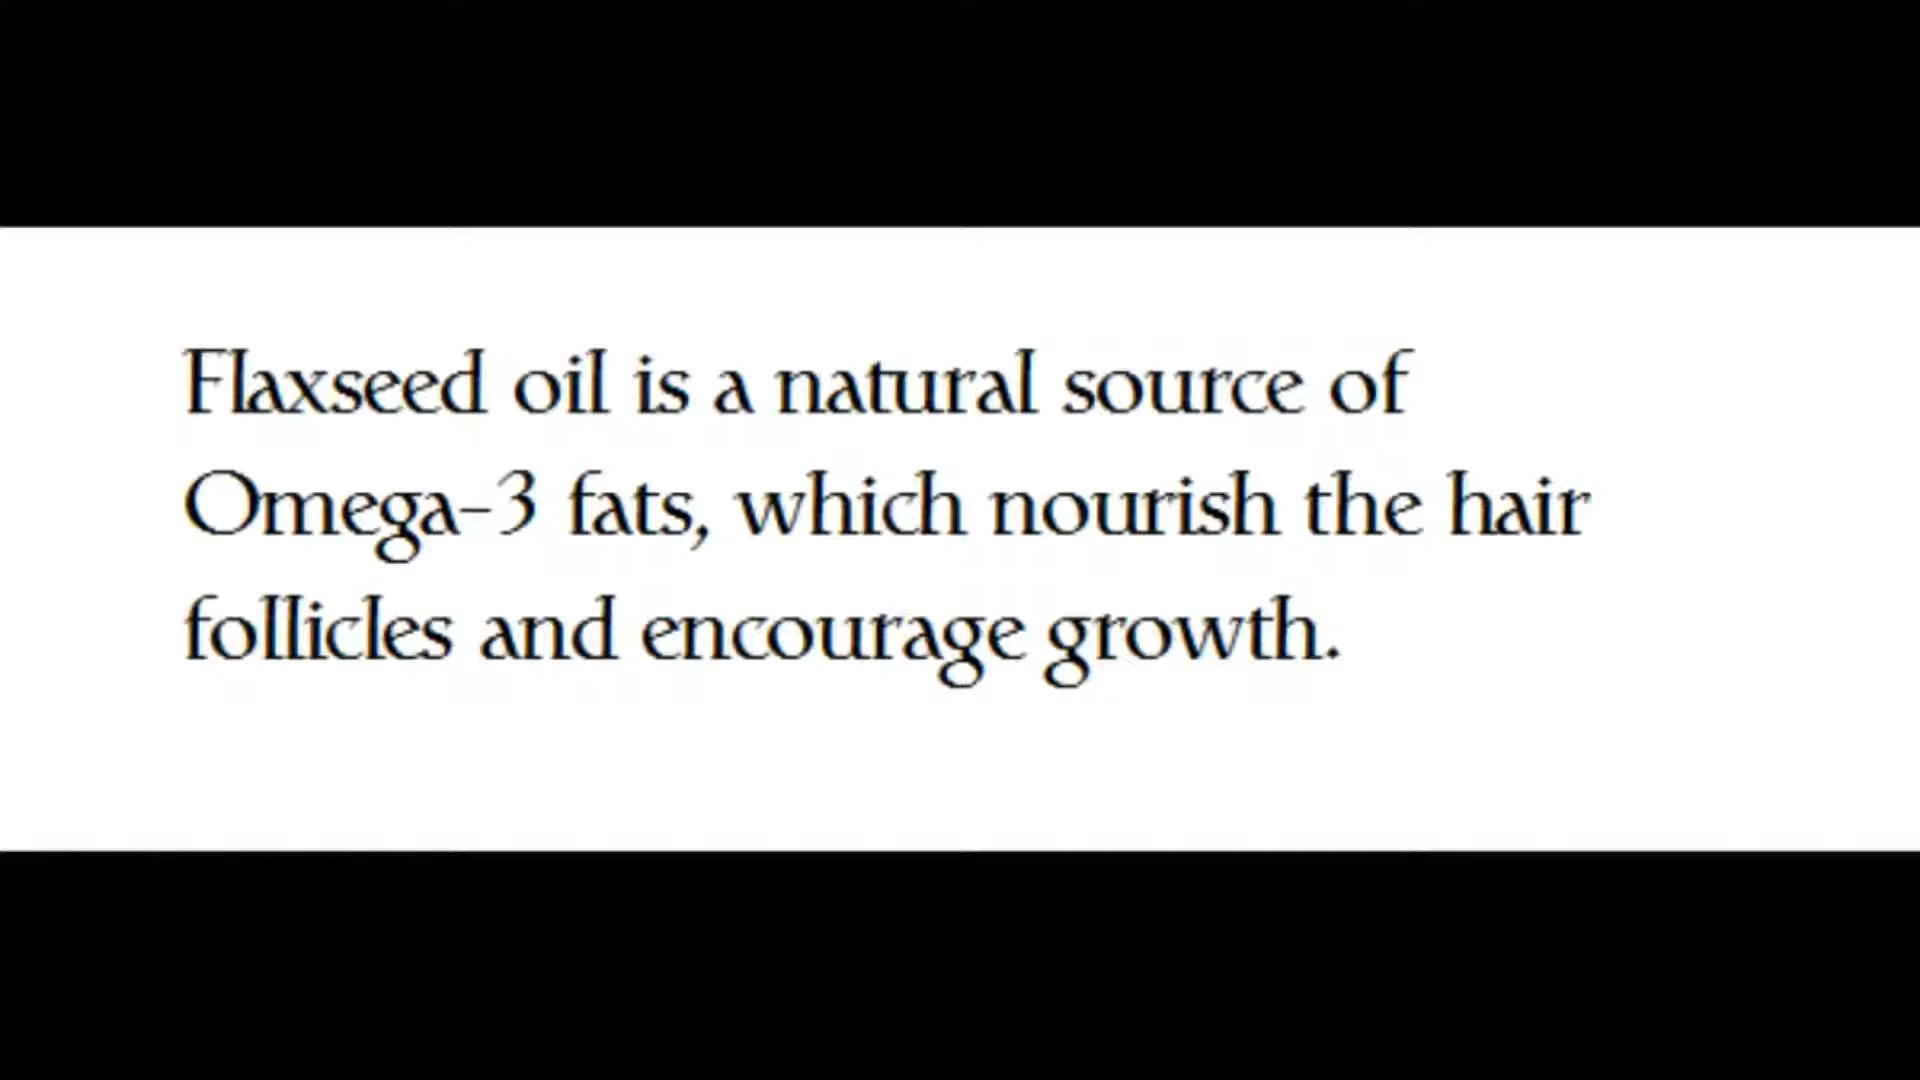 Flaxseed oil is a natural source of
Omega-3 fats, which nourish the hair
follicles and encourage growth.